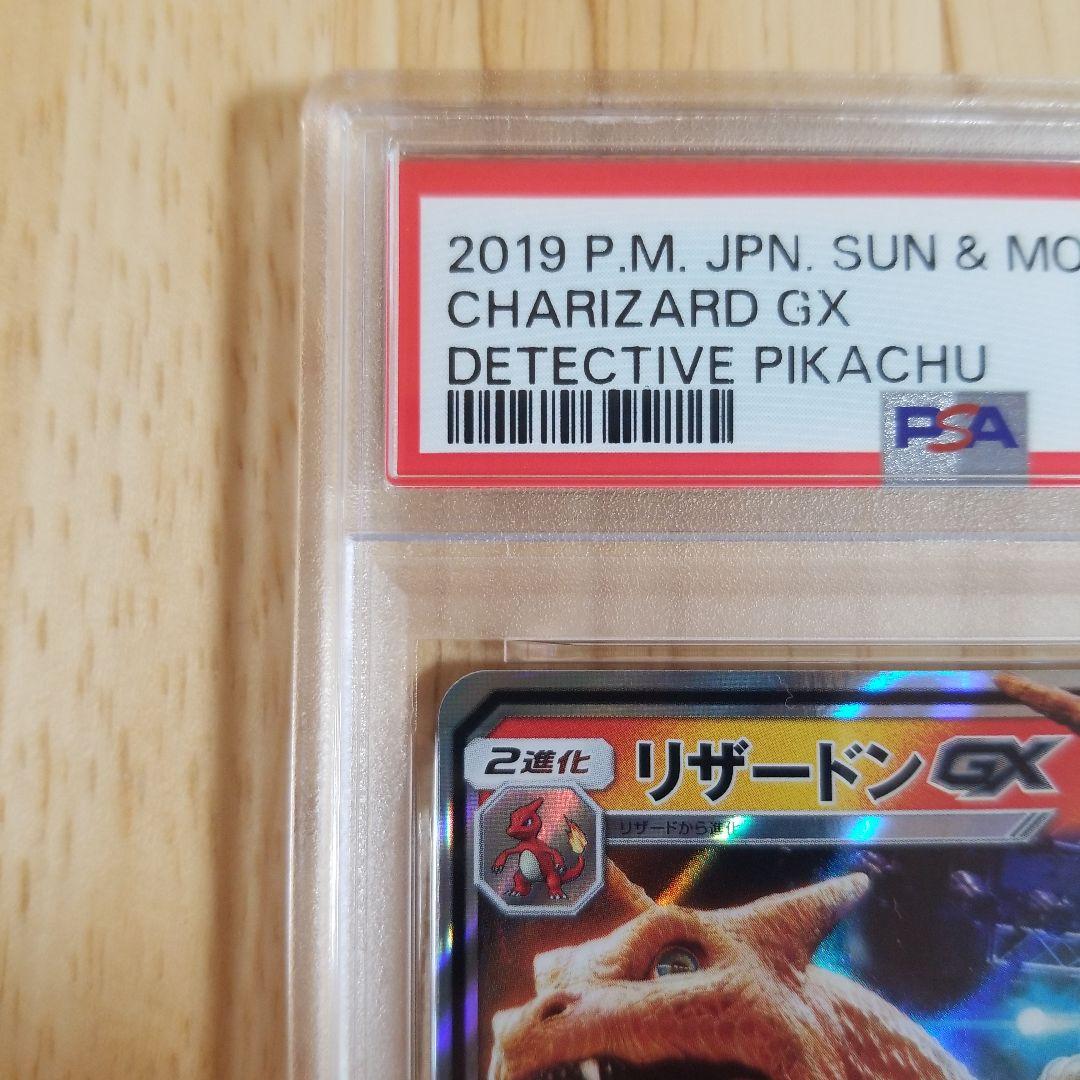 2019 P.M. JPN. SUN & MO
CHARIZARD GX
DETECTIVE PIKACHU
PSA
2進化
リザードンGX
リザードから進化